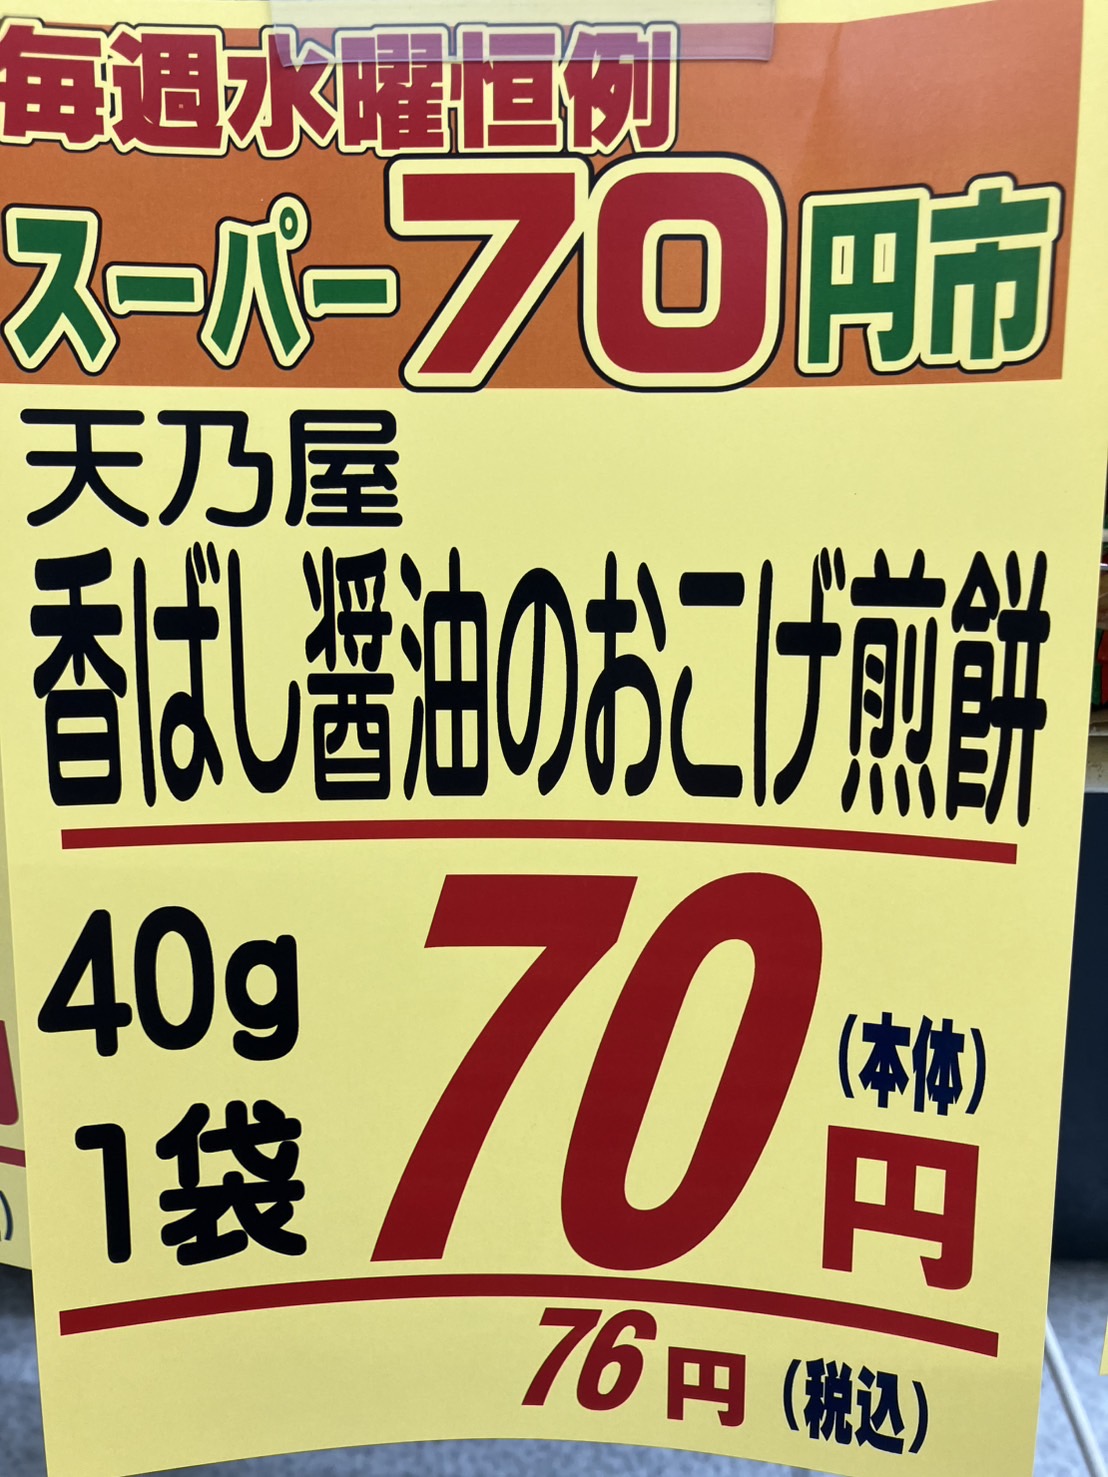 毎週水曜恒例
スーパー70円市
天乃屋
香ばし醤油のおこげ煎餅
40g
1袋
70円
(本体)
76円(税込)